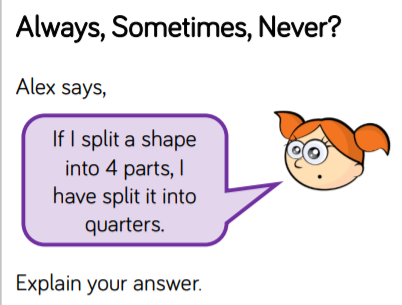 Always, Sometimes, Never?
Alex says,
If I split a shape
into 4 parts, I
have split it into
quarters.
Explain your answer.